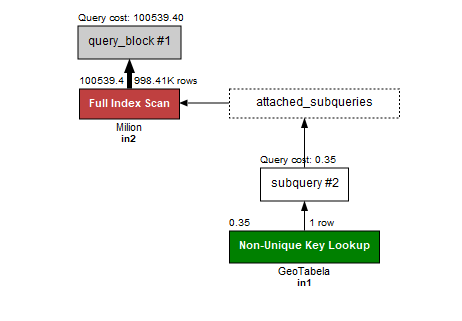 Query cost: 100539.40
query_block #1
100539.4 998.41K rows
Full Index Scan
Milion
in2
attached_subqueries
Query cost: 0.35
subquery #2
0.35 1 row
Non-Unique Key Lookup
GeoTabela
in1